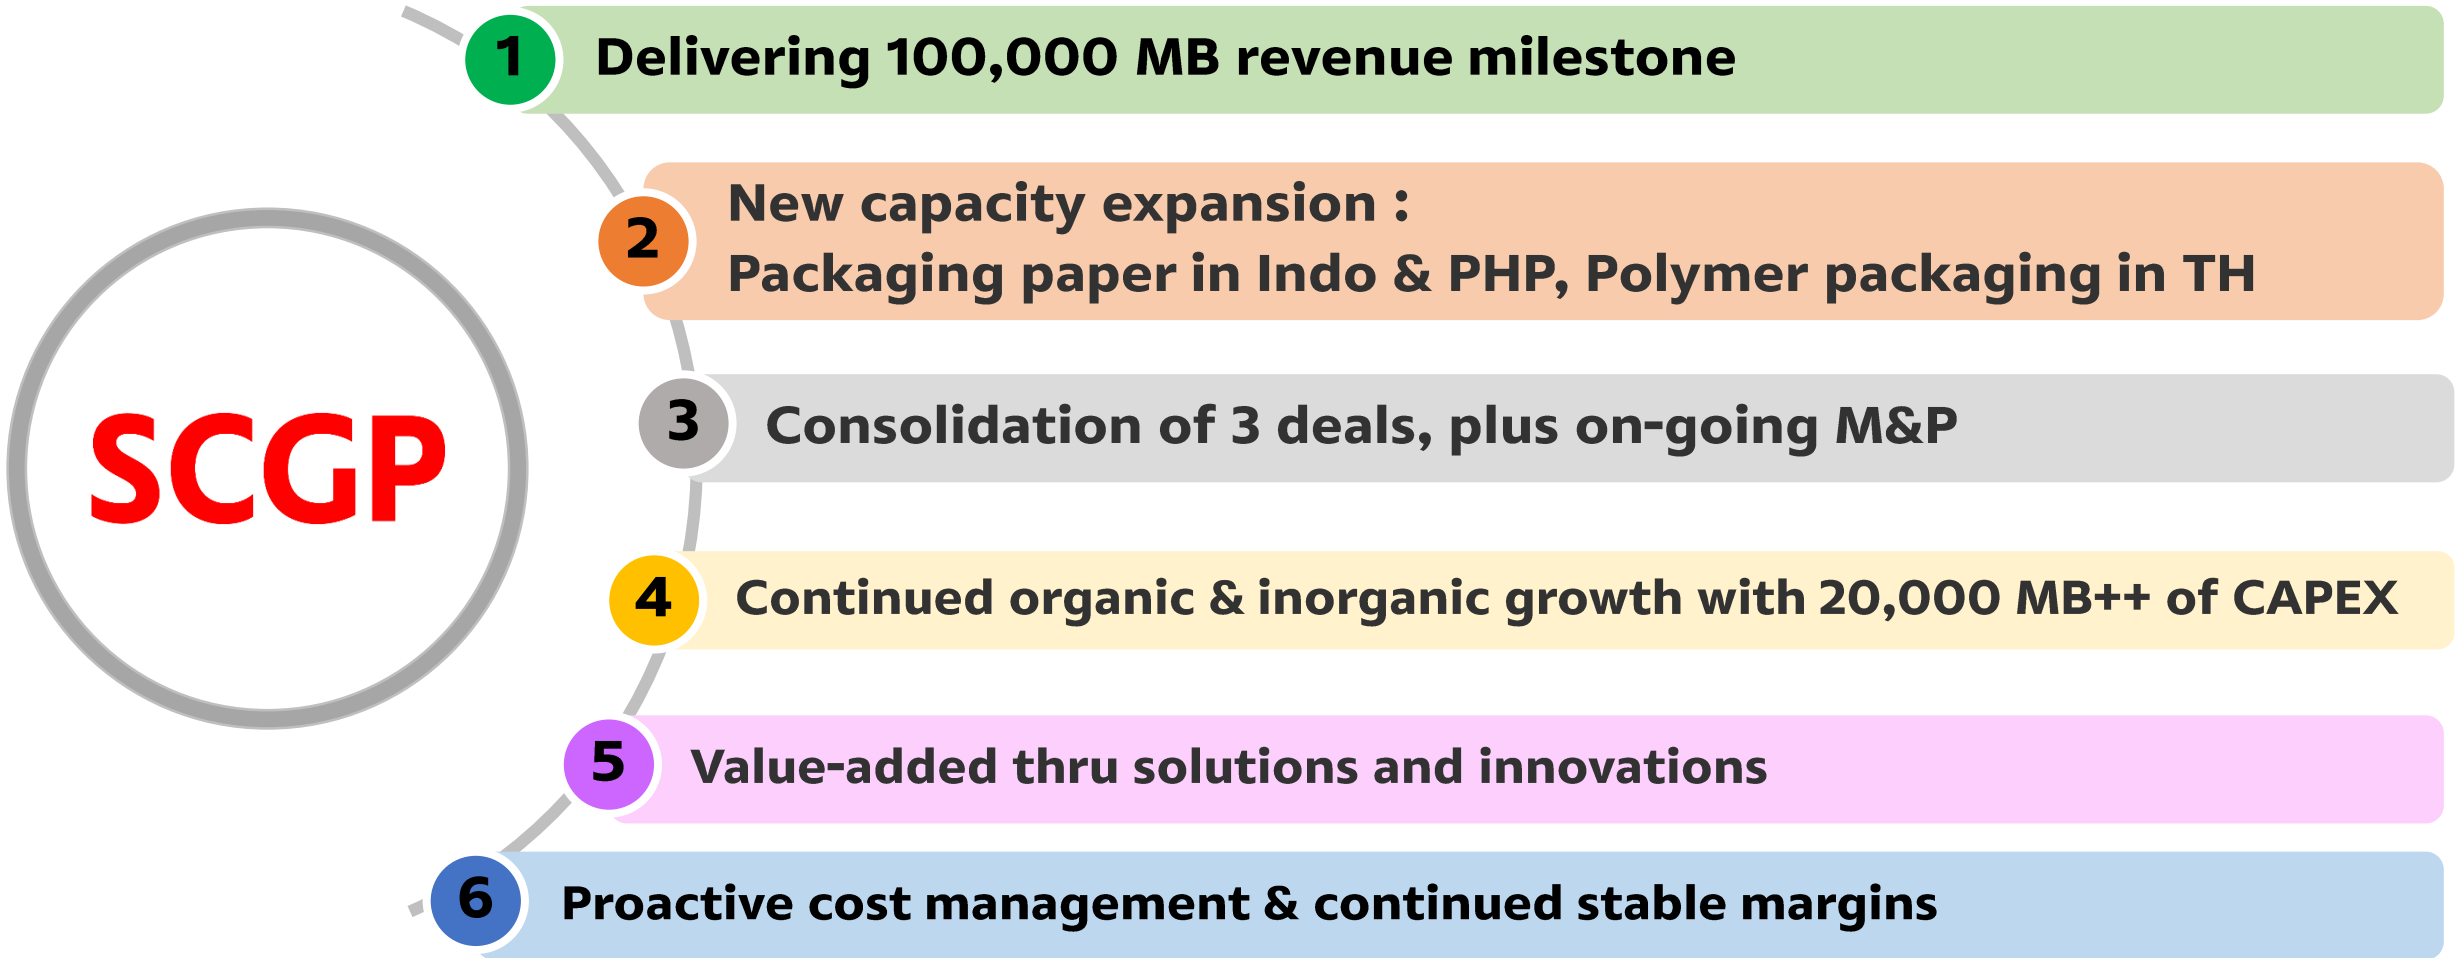 SCGP
1
Delivering 100,000 MB revenue milestone
2
New capacity expansion :
Packaging paper in Indo & PHP, Polymer packaging in TH
3
Consolidation of 3 deals, plus on-going M&P
4
Continued organic & inorganic growth with 20,000 MB++ of CAPEX
5
Value-added thru solutions and innovations
6
Proactive cost management & continued stable margins